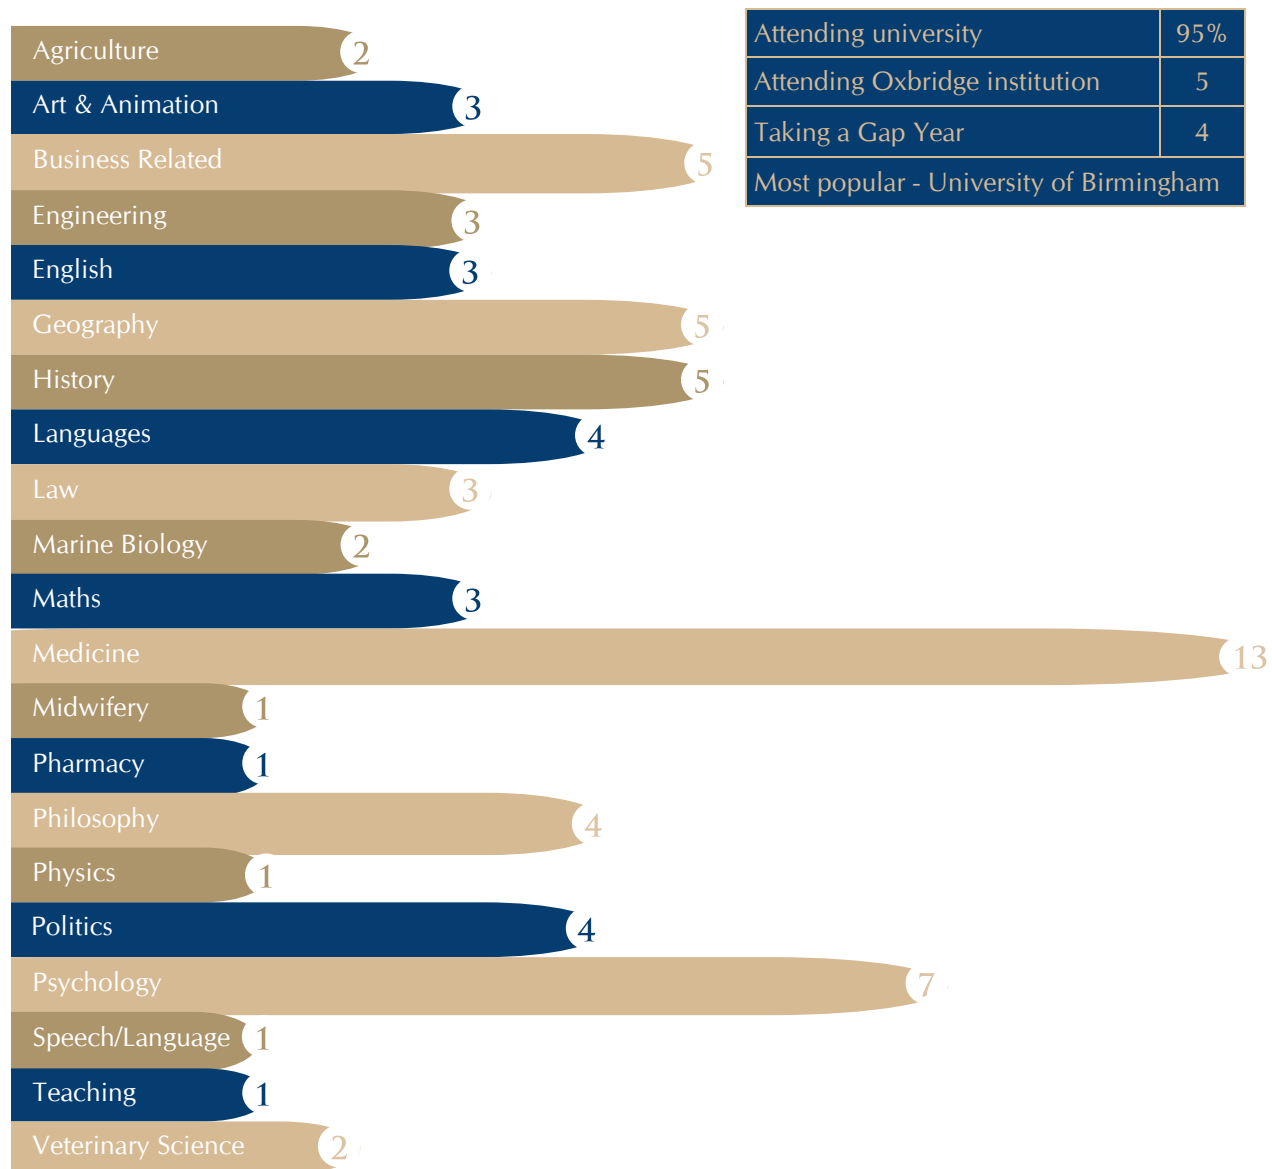 Agriculture 2
Art & Animation 3
Business Related 5
Engineering 3
English 3
Geography 5
History 5
Languages 4
Law 3
Marine Biology 2
Maths 3
Medicine 13
Midwifery 1
Pharmacy 1
Philosophy 4
Physics 1
Politics 4
Psychology 7
Speech/Language 1
Teaching 1
Veterinary Science 2
Attending university 95%
Attending Oxbridge institution 5
Taking a Gap Year 4
Most popular - University of Birmingham